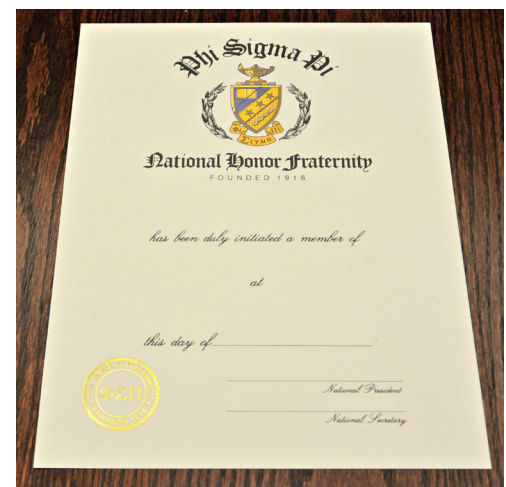 Phi Sigma Pi
National Honor Fraternity
FOUNDED 1916
has been duly initiated a member of
at
this day of
National President
National Secretary
ΦΣΠ